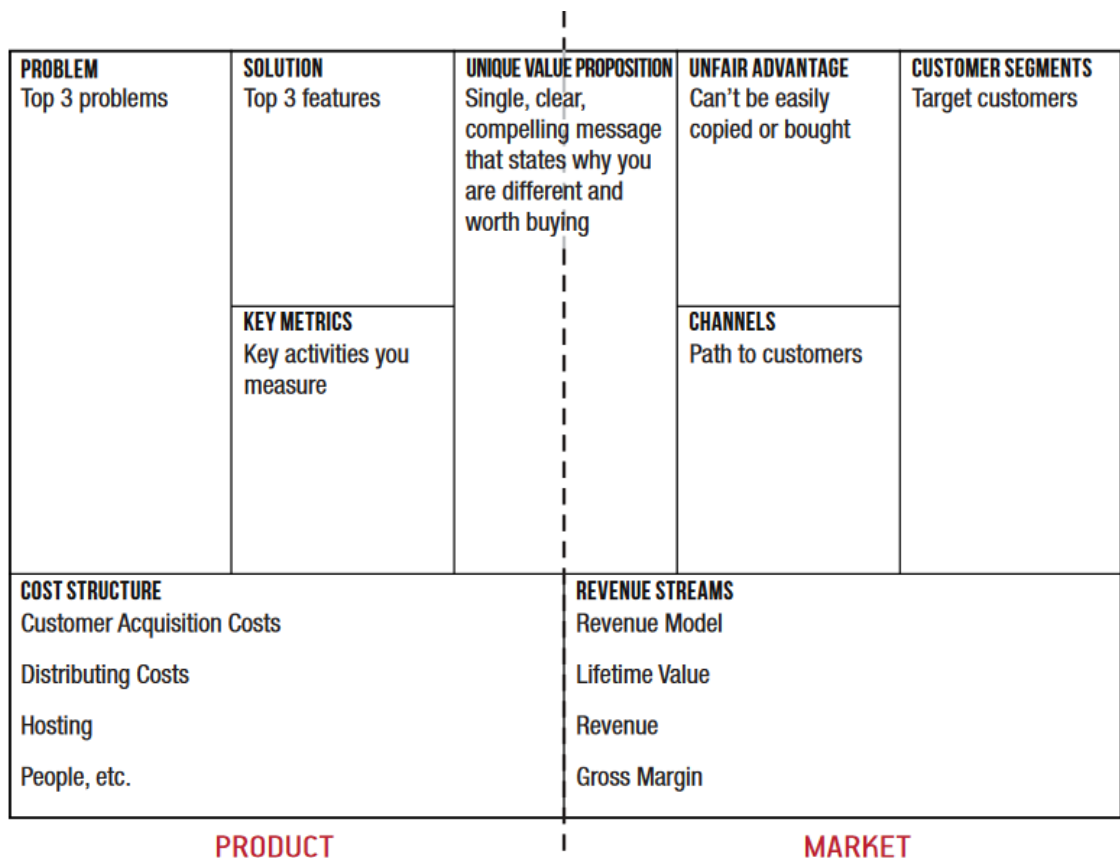 PROBLEM
Top 3 problems
SOLUTION
Top 3 features
KEY METRICS
Key activities you
measure
UNIQUE VALUE PROPOSITION
Single, clear,
compelling message
that states why you
are different and
worth buying
UNFAIR ADVANTAGE
Can't be easily
copied or bought
CHANNELS
Path to customers
CUSTOMER SEGMENTS
Target customers
COST STRUCTURE
Customer Acquisition Costs
Distributing Costs
Hosting
People, etc.
REVENUE STREAMS
Revenue Model
Lifetime Value
Revenue
Gross Margin
PRODUCT
MARKET